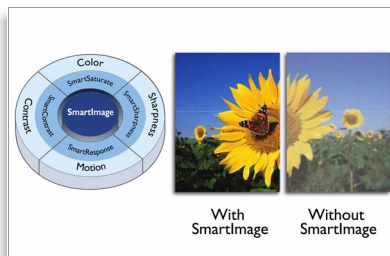 Color
SmartSaturate
Contrast
SmartContrast
SmartImage
SmartSharpness
Sharpness
SmartResponse
Motion
With
SmartImage
Without
SmartImage